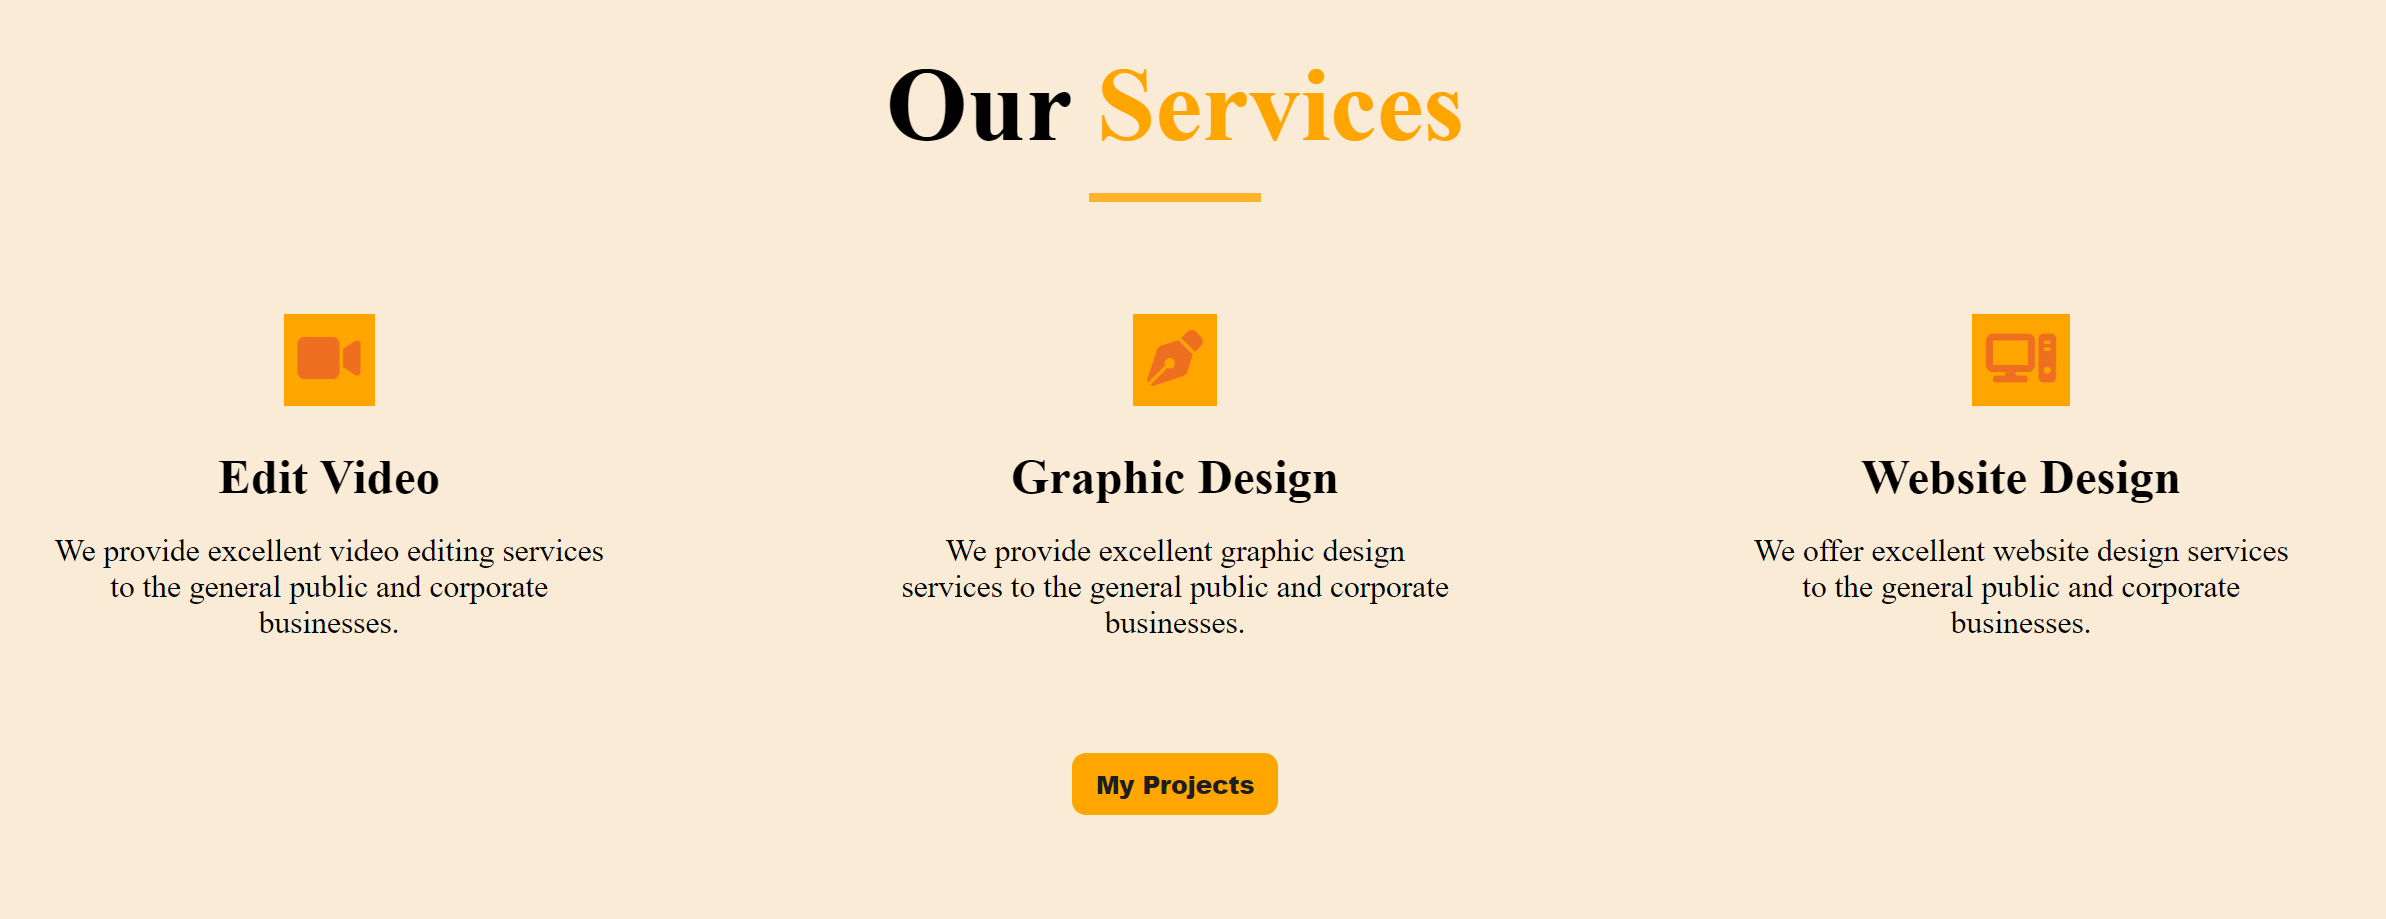 Our Services
Edit Video
We provide excellent video editing services
to the general public and corporate
businesses.
Graphic Design
We provide excellent graphic design
services to the general public and corporate
businesses.
Website Design
We offer excellent website design services
to the general public and corporate
businesses.
My Projects